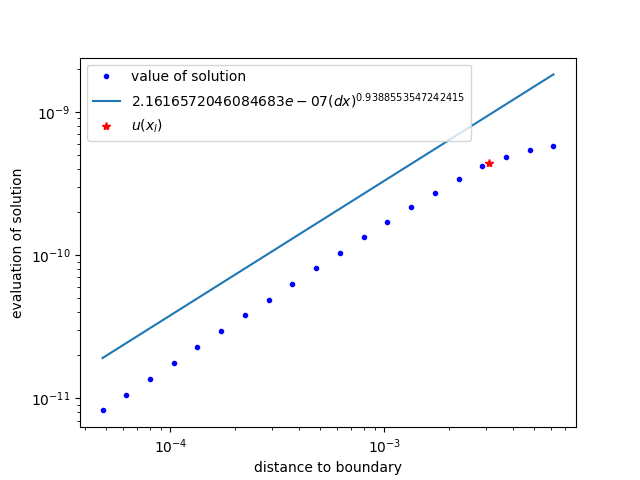 value of solution
2.1616572046084683e − 07(dx)^0.9388553547242415
u(x_l)
10^−9
10^−10
10^−11
evaluation of solution
10^−4
10^−3
distance to boundary